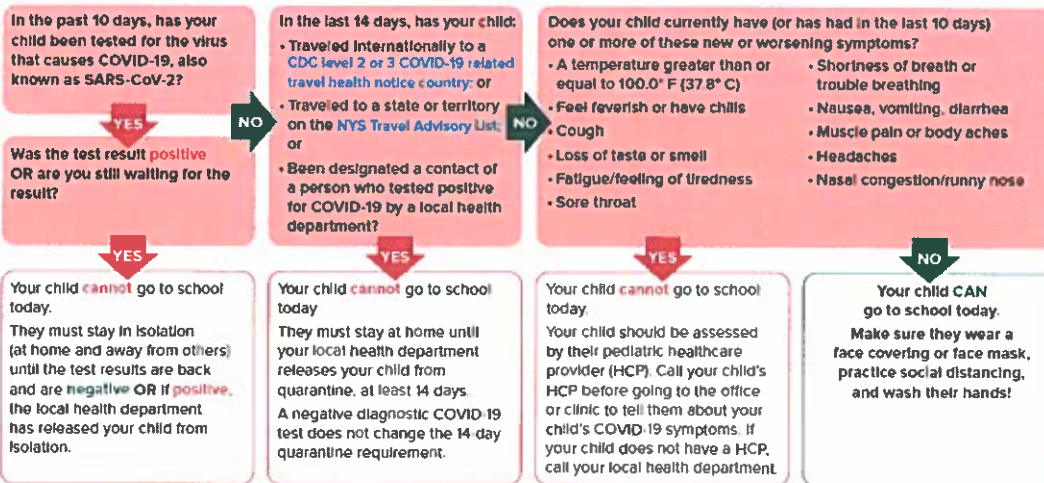 In the past 10 days, has your
child been tested for the virus
that causes COVID-19, also
known as SARS-CoV-2?
YES
NO
Was the test result positive
OR are you still waiting for the
result?
YES
Your child cannot go to school
today.
They must stay in isolation
(at home and away from others)
until the test results are back
and are negative OR if positive,
the local health department
has released your child from
isolation.
In the last 14 days, has your child:
• Traveled internationally to a
CDC level 2 or 3 COVID-19 related
travel health notice country; or
• Traveled to a state or territory
on the NYS Travel Advisory List;
or
• Been designated a contact of
a person who tested positive
for COVID-19 by a local health
department?
NO
YES
Your child cannot go to school
today
They must stay at home until
your local health department
releases your child from
quarantine, at least 14 days.
A negative diagnostic COVID-19
test does not change the 14-day
quarantine requirement.
Does your child currently have (or has had in the last 10 days)
one or more of these new or worsening symptoms?
• A temperature greater than or
equal to 100.0° F (37.8° C)
• Feel feverish or have chills
• Cough
• Loss of taste or smell
• Fatigue/feeling of tiredness
• Sore throat
• Shortness of breath or
trouble breathing
• Nausea, vomiting, diarrhea
• Muscle pain or body aches
• Headaches
• Nasal congestion/runny nose
YES
Your child cannot go to school
today.
Your child should be assessed
by their pediatric healthcare
provider (HCP). Call your child's
HCP before going to the office
or clinic to tell them about your
child's COVID-19 symptoms. If
your child does not have a HCP,
call your local health department
NO
Your child CAN
go to school today.
Make sure they wear a
face covering or face mask,
practice social distancing,
and wash their hands!